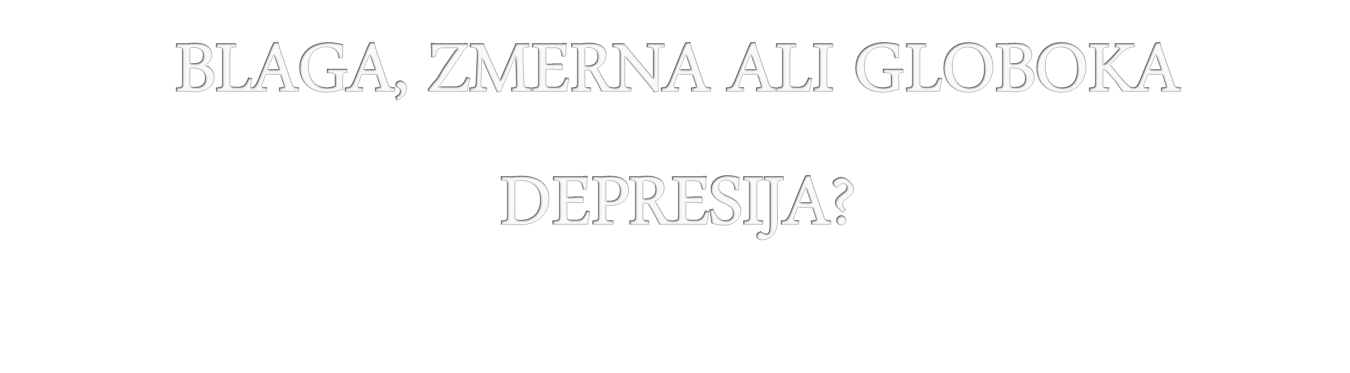 BLAGA, ZMERNA ALI GLOBOKA
DEPRESIJA?